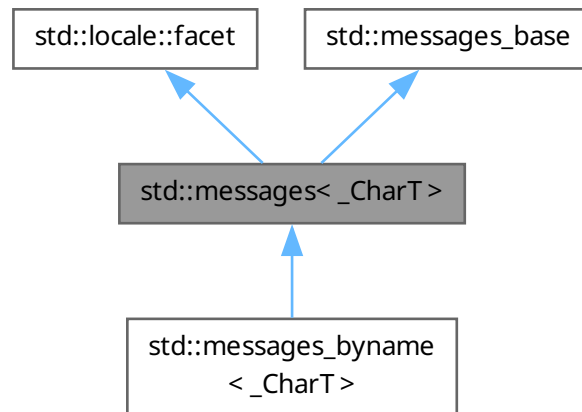 std::locale::facet
std::messages_base
std::messages< _CharT >
std::messages_byname
< _CharT >